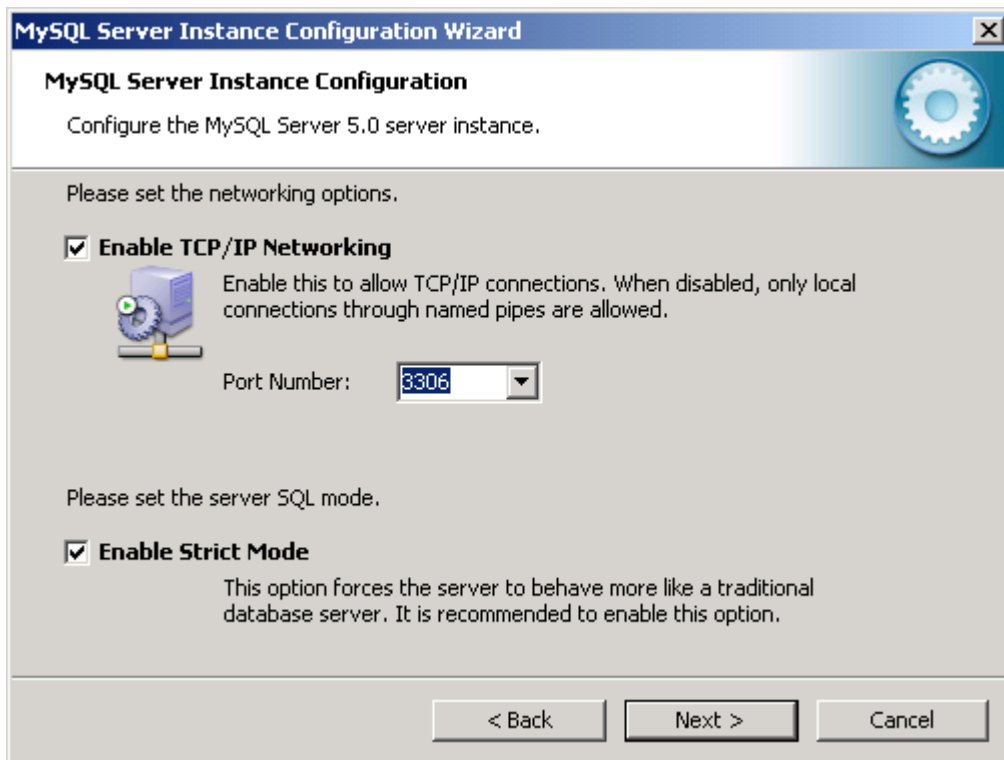 MySQL Server Instance Configuration Wizard
MySQL Server Instance Configuration
Configure the MySQL Server 5.0 server instance.
Please set the networking options.
Enable TCP/IP Networking
Enable this to allow TCP/IP connections. When disabled, only local
connections through named pipes are allowed.
Port Number: 3306
Please set the server SQL mode.
Enable Strict Mode
This option forces the server to behave more like a traditional
database server. It is recommended to enable this option.
< Back Next > Cancel